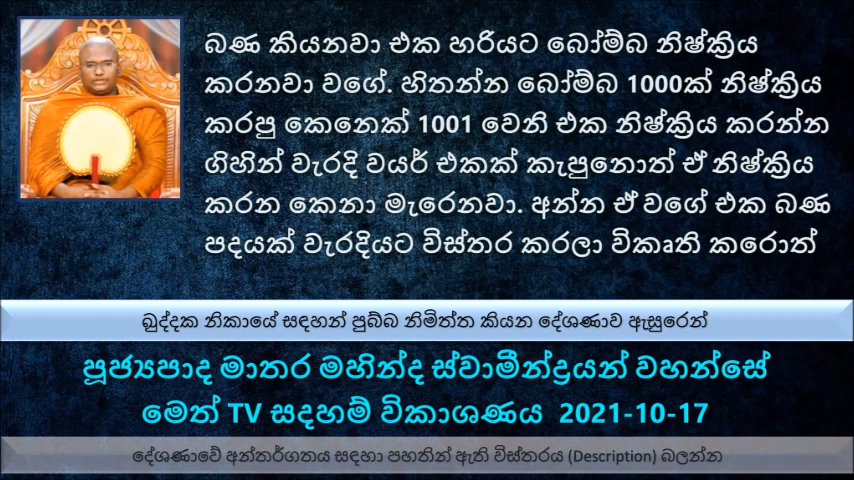 බණ කියනවා එක හරියට බෝම්බ නිෂ්ක්‍රිය
කරනවා වගේ. හිතන්න බෝම්බ 1000ක් නිෂ්ක්‍රිය
කරපු කෙනෙක් 1001 වෙනි එක නිෂ්ක්‍රිය කරන්න
ගිහින් වැරදි වයර් එකක් කැපුනොත් ඒ නිෂ්ක්‍රිය
කරන කෙනා මැරෙනවා. අන්න ඒ වගේ එක බණ
පදයක් වැරදියට විස්තර කරලා විකෘති කරොත්
ඛුද්දක නිකායේ සඳහන් පුබ්බ නිමිත්ත කියන දේශණාව ඇසුරෙන්
පූජ්‍යපාද මාතර මහින්ද ස්වාමීන්ද්‍රයන් වහන්සේ
මෙත් TV සදහම් විකාශණය 2021-10-17
දේශණාවේ අන්තර්ගතය සඳහා පහතින් ඇති විස්තරය (Description) බලන්න